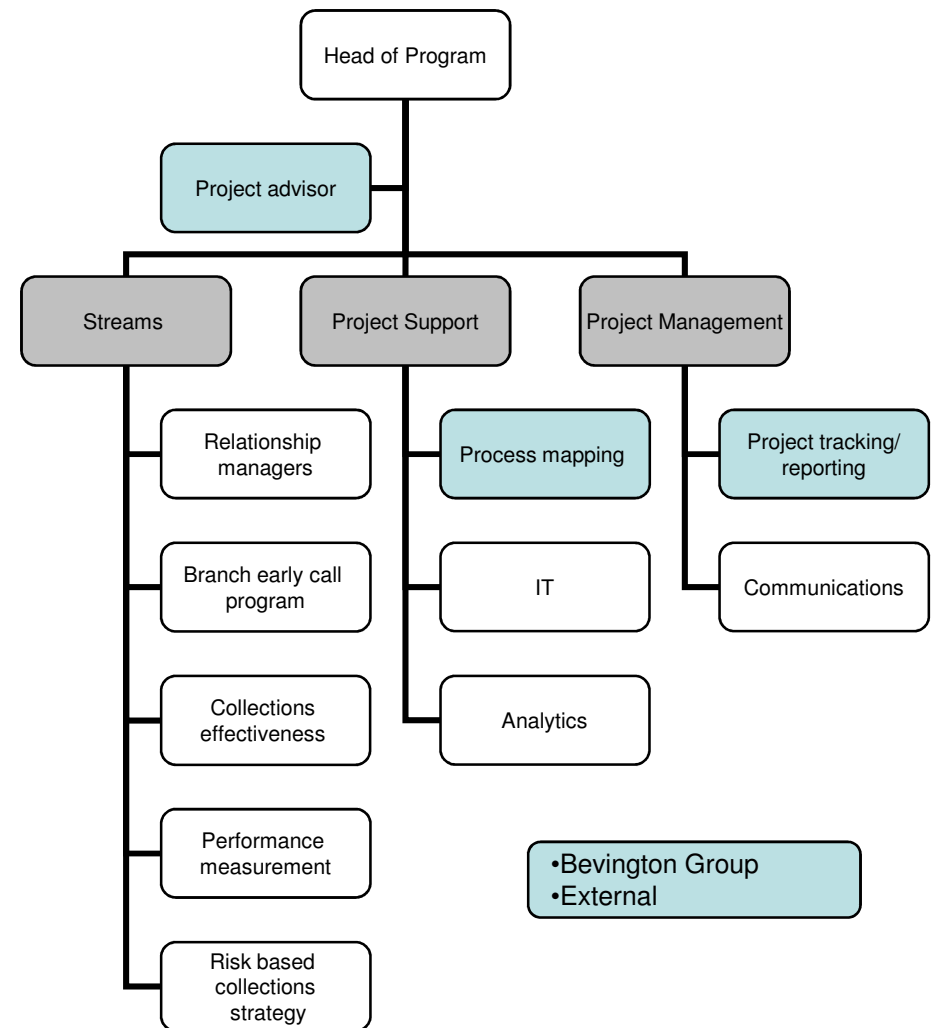 Head of Program
Project advisor
Streams
Project Support
Project Management
Relationship
managers
Process mapping
Project tracking/
reporting
Branch early call
program
IT
Communications
Collections
effectiveness
Analytics
Performance
measurement
•Bevington Group
•External
Risk based
collections
strategy